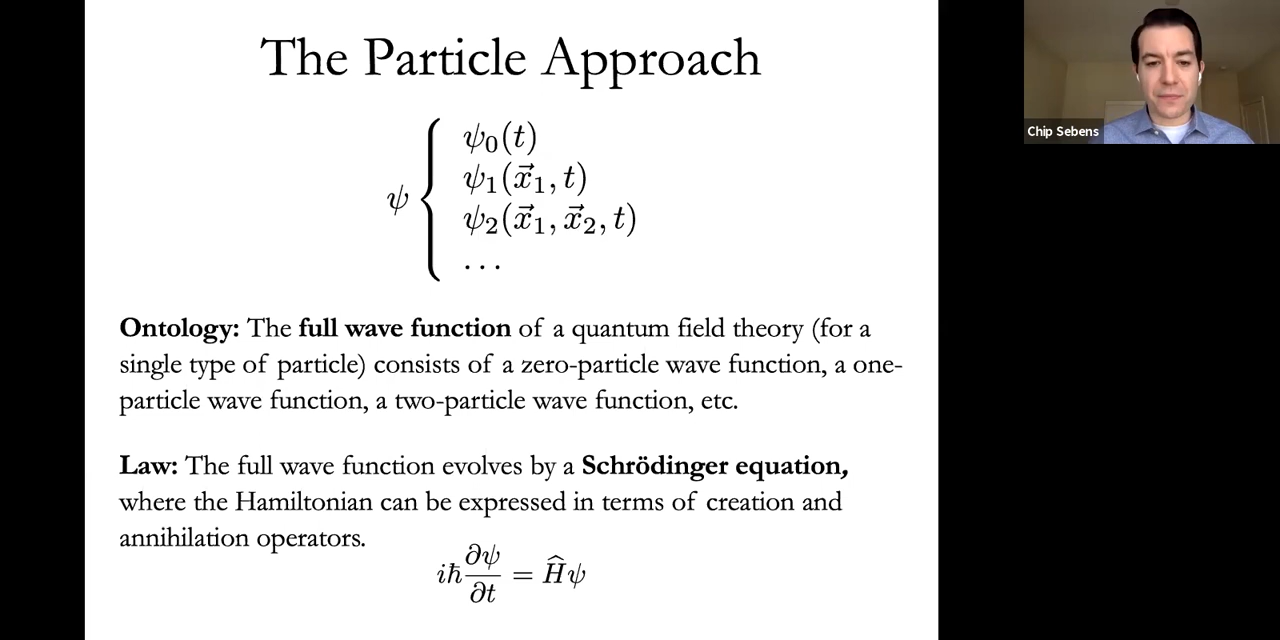 The Particle Approach
ψ { ψ₀(t)
ψ₁(x⃗₁, t)
ψ₂(x⃗₁, x⃗₂, t)
...
Ontology: The full wave function of a quantum field theory (for a
single type of particle) consists of a zero-particle wave function, a one-
particle wave function, a two-particle wave function, etc.
Law: The full wave function evolves by a Schrödinger equation,
where the Hamiltonian can be expressed in terms of creation and
annihilation operators.
iℏ ∂ψ/∂t = Ĥψ
Chip Sebens